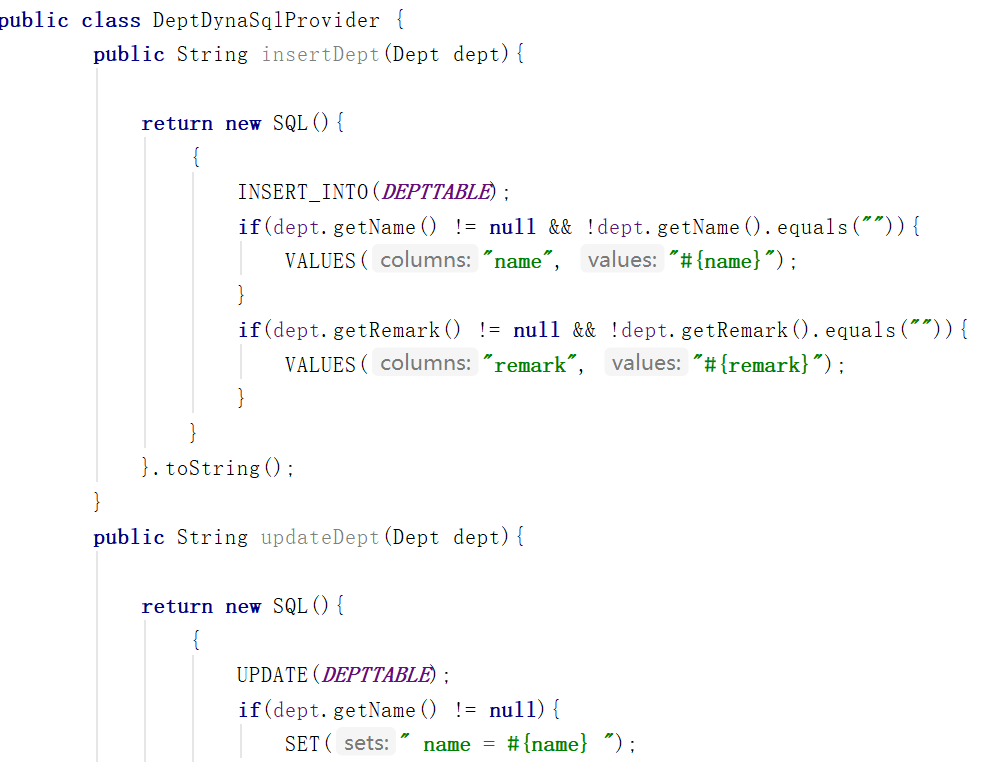 public class DeptDynaSqlProvider {
public String insertDept(Dept dept){
return new SQL(){
{
INSERT_INTO(DEPTTABLE);
if(dept.getName() != null && !dept.getName().equals("")){
VALUES( columns: "name", values: "#{name}");
}
if(dept.getRemark() != null && !dept.getRemark().equals("")){
VALUES( columns: "remark", values: "#{remark}");
}
}
}.toString();
}
public String updateDept(Dept dept){
return new SQL(){
{
UPDATE(DEPTTABLE);
if(dept.getName() != null){
SET( sets: " name = #{name} ");